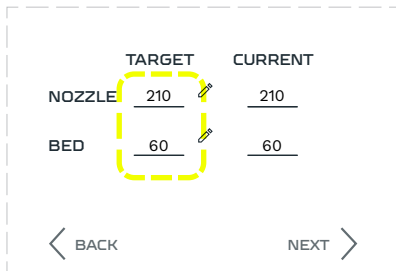 TARGET CURRENT
NOZZLE 210 210
BED 60 60
BACK NEXT